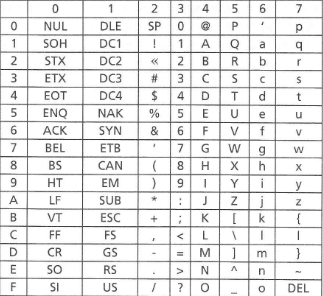 0 1 2 3 4 5 6 7
0 NUL DLE SP 0 @ P ‘ p
1 SOH DC1 ! 1 A Q a q
2 STX DC2 « 2 B R b r
3 ETX DC3 # 3 C S c s
4 EOT DC4 $ 4 D T d t
5 ENQ NAK % 5 E U e u
6 ACK SYN & 6 F V f v
7 BEL ETB ' 7 G W g w
8 BS CAN ( 8 H X h x
9 HT EM ) 9 I Y i y
A LF SUB * : J Z j z
B VT ESC + ; K [ k {
C FF FS , < L \ l |
D CR GS - = M ] m }
E SO RS . > N ^ n ~
F SI US / ? O _ o DEL